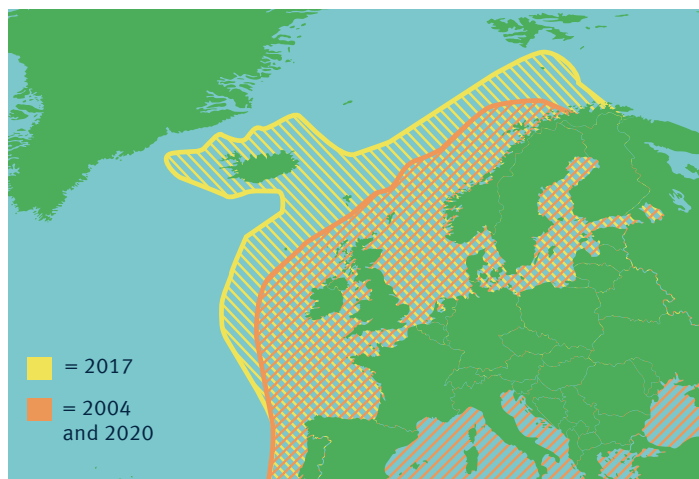 = 2017
= 2004
and 2020